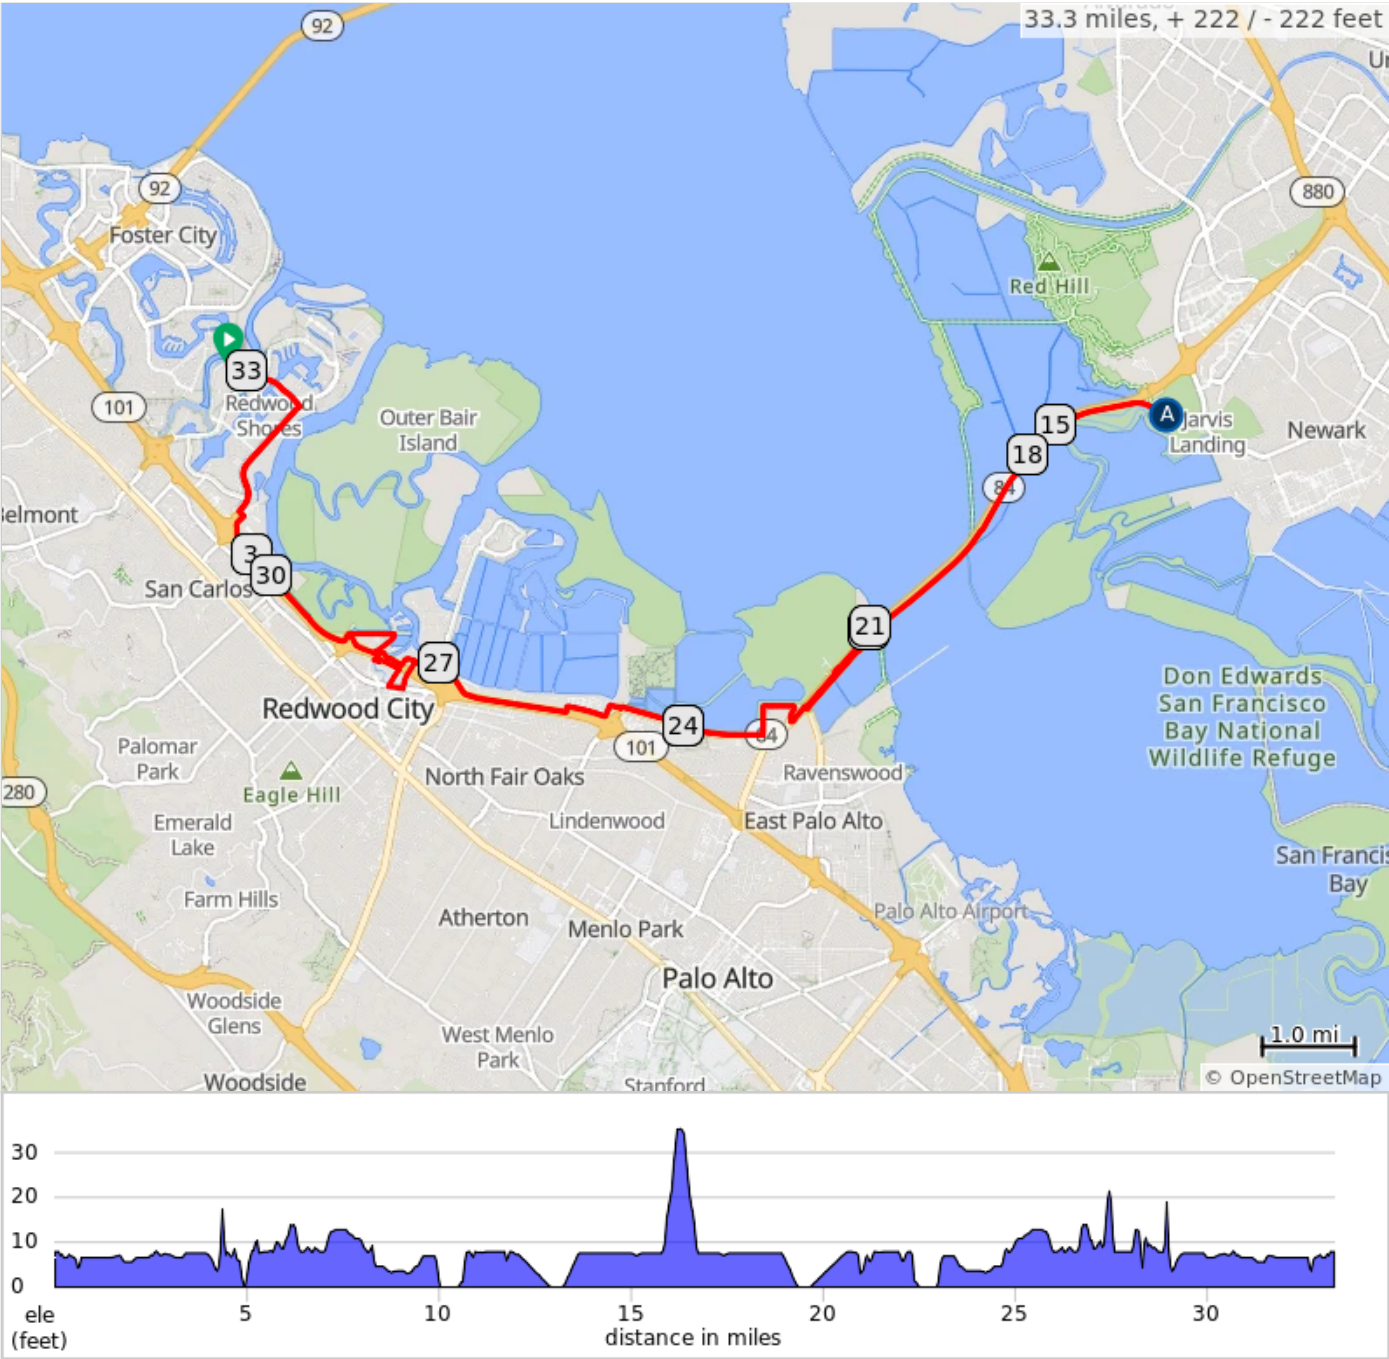 33.3 miles, + 222 / - 222 feet
92
92
880
Foster City
Red Hill
33
101
Redwood
Shores
Outer Bair
Island
15
A
Jarvis
Landing
Newark
18
84
Belmont
3
30
San Carlos
21
27
24
84
101
Redwood City
Palomar
Park
280
Eagle Hill
North Fair Oaks
Ravenswood
Don Edwards
San Francisco
Bay National
Wildlife Refuge
Emerald
Lake
Lindenwood
East Palo Alto
San Francis
Bay
Farm Hills
Atherton
Menlo Park
Palo Alto Airport
Palo Alto
Woodside
Glens
West Menlo
Park
1.0 mi
Woodside
Stanford
© OpenStreetMap
30
20
10
0
ele
(feet)
5
10
15
20
25
30
distance in miles